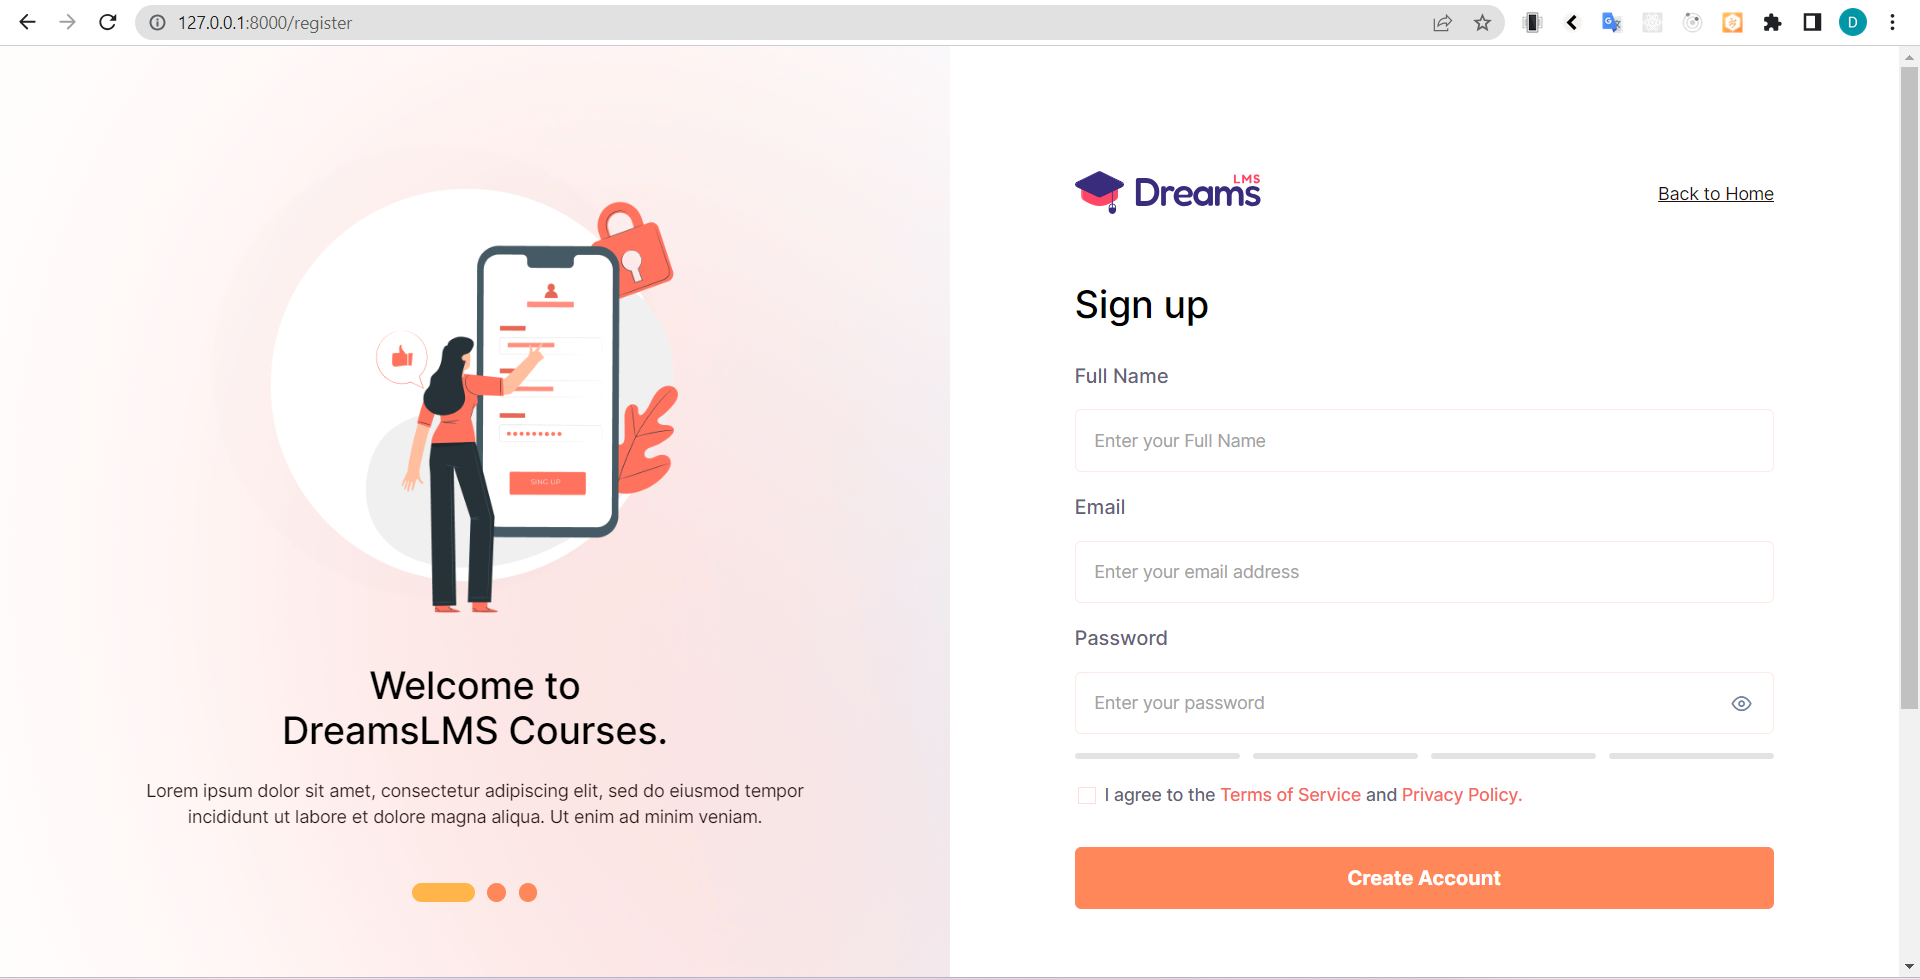 127.0.0.1:8000/register
D
SING UP
Welcome to
DreamsLMS Courses.
Lorem ipsum dolor sit amet, consectetur adipiscing elit, sed do eiusmod tempor
incididunt ut labore et dolore magna aliqua. Ut enim ad minim veniam.
Dreams LMS
Back to Home
Sign up
Full Name
Enter your Full Name
Email
Enter your email address
Password
Enter your password
I agree to the Terms of Service and Privacy Policy.
Create Account